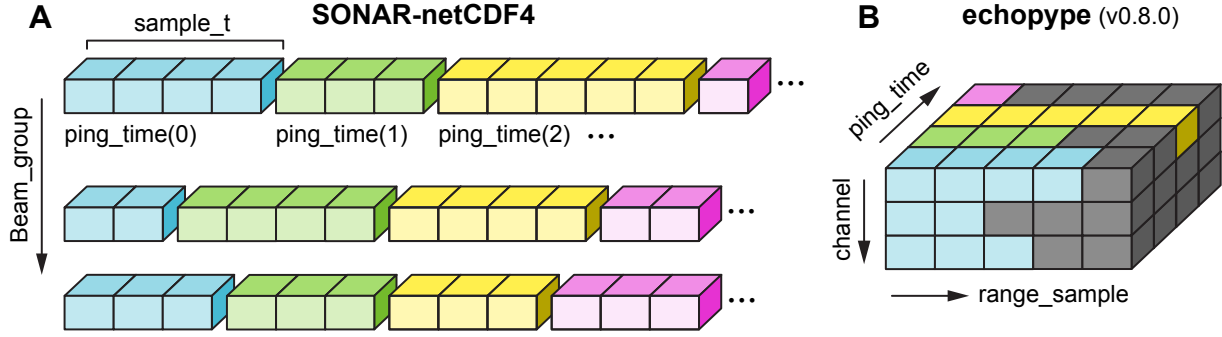 A
SONAR-netCDF4
sample_t
ping_time(0)
ping_time(1)
ping_time(2)
...
...
Beam_group
...
...
B
echopype (v0.8.0)
ping_time
channel
range_sample